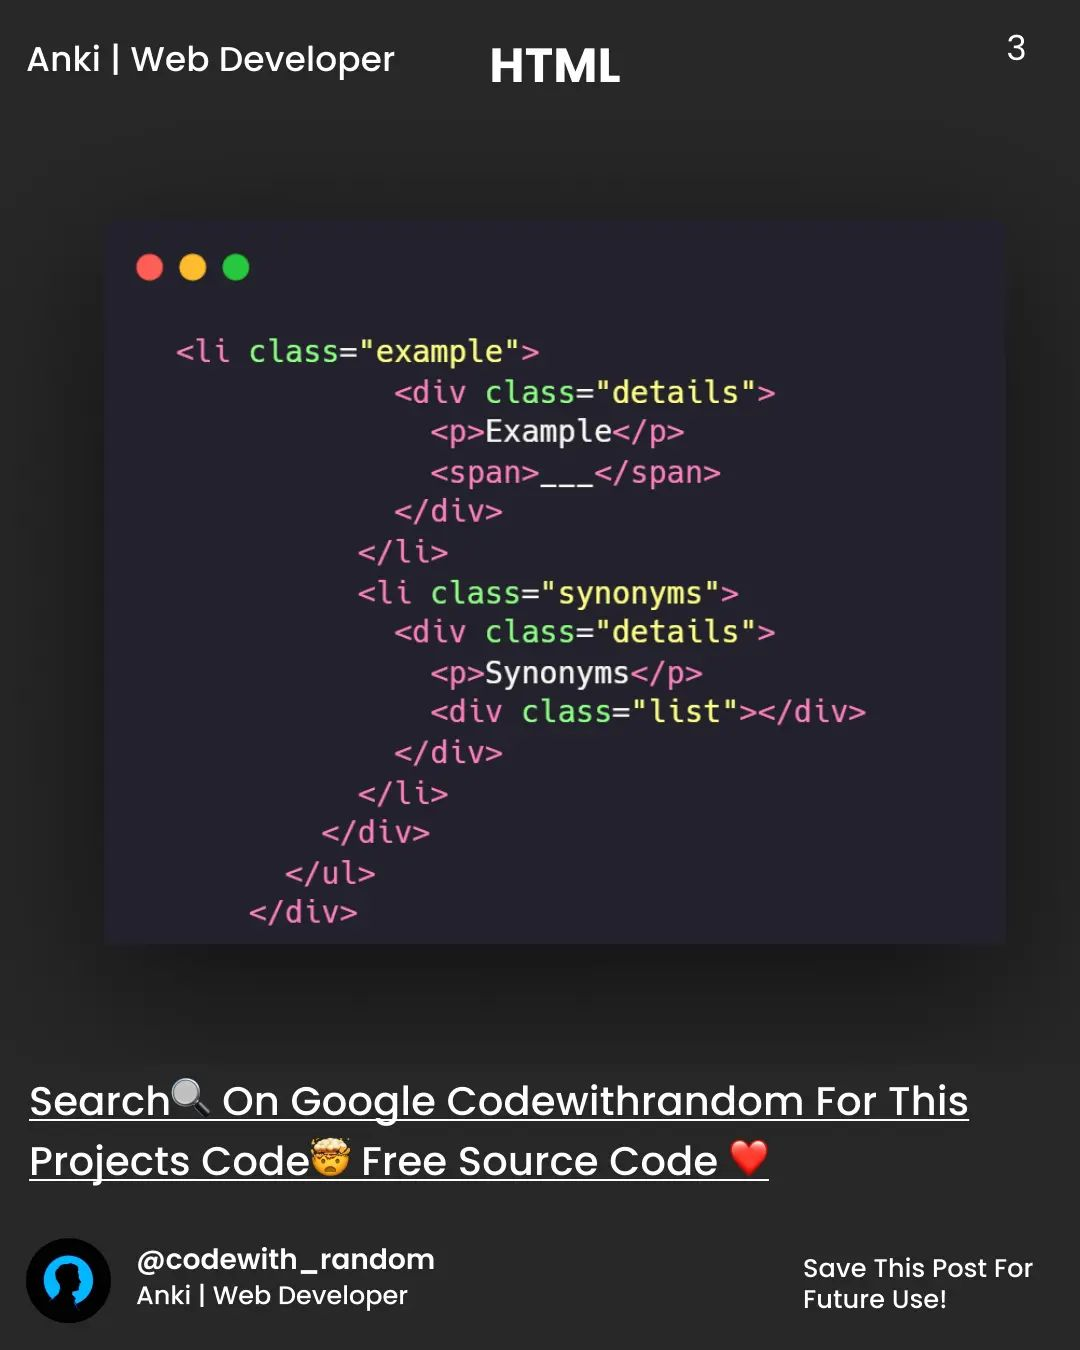 Anki | Web Developer
HTML
3
<li class="example">
<div class="details">
<p>Example</p>
<span>___</span>
</div>
</li>
<li class="synonyms">
<div class="details">
<p>Synonyms</p>
<div class="list"></div>
</div>
</li>
</div>
</ul>
</div>
Search🔍 On Google Codewithrandom For This
Projects Code🤯 Free Source Code ❤️
@codewith_random
Anki | Web Developer
Save This Post For
Future Use!